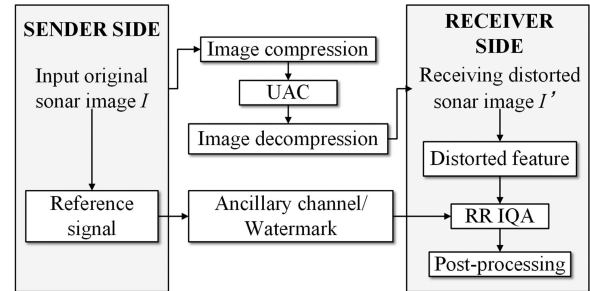 SENDER SIDE
Input original
sonar image I
Reference
signal
Image compression
UAC
Image decompression
Ancillary channel/
Watermark
RECEIVER
SIDE
Receiving distorted
sonar image I'
Distorted feature
RR IQA
Post-processing